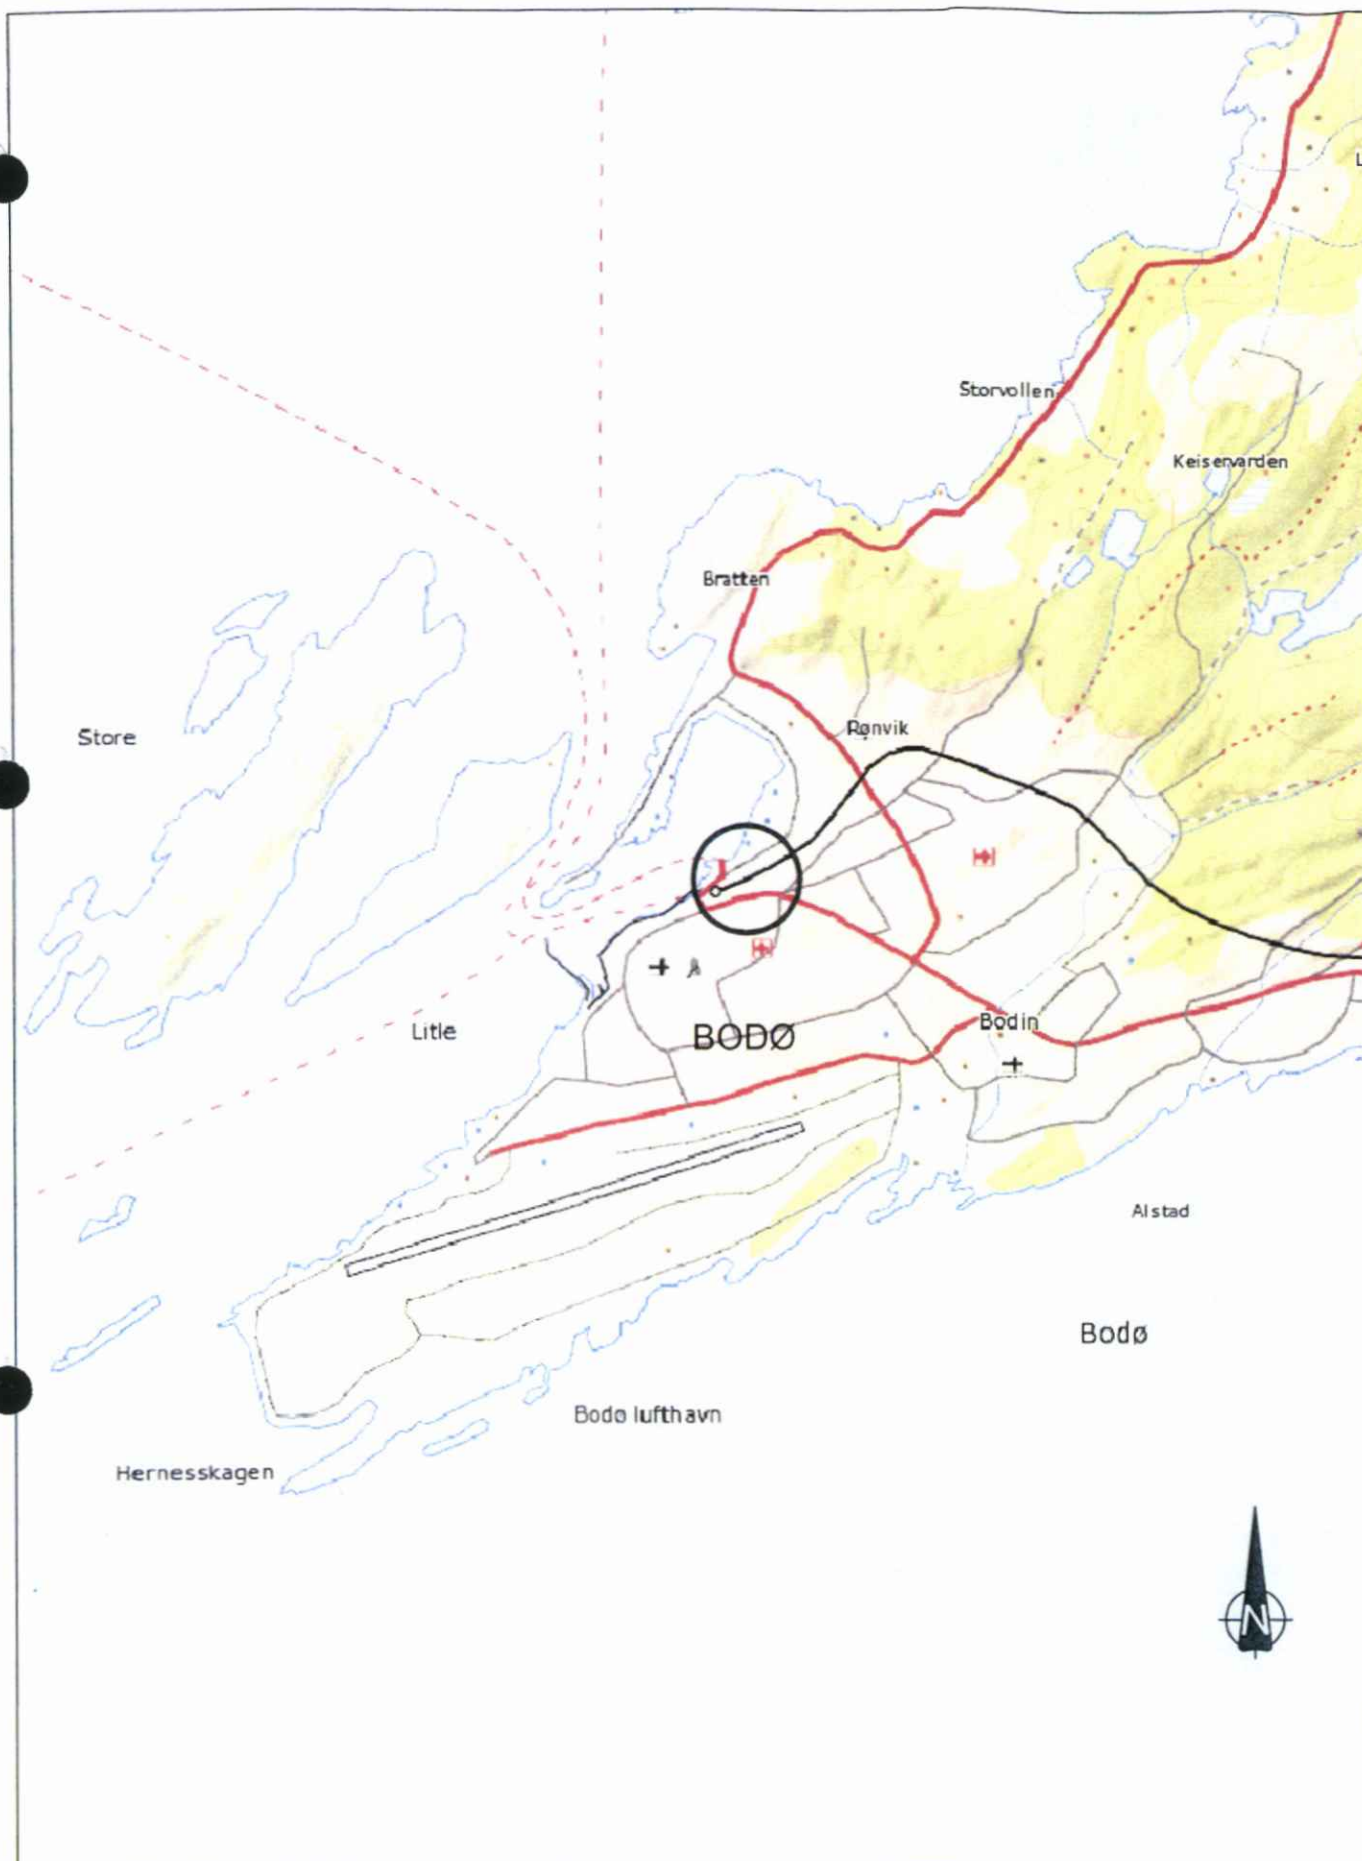 L
Storvollen
Keiservarden
Bratten
Rønvik
Store
Bodin
Litle
BODØ
Alstad
Bodø
Bodø lufthavn
Hernesskagen
N